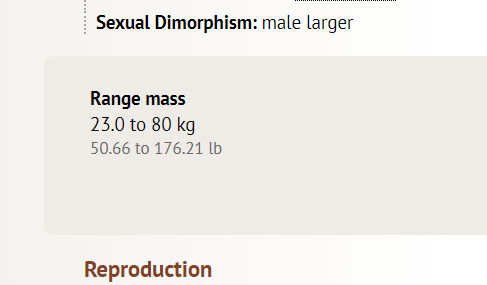 Sexual Dimorphism: male larger
Range mass
23.0 to 80 kg
50.66 to 176.21 lb
Reproduction